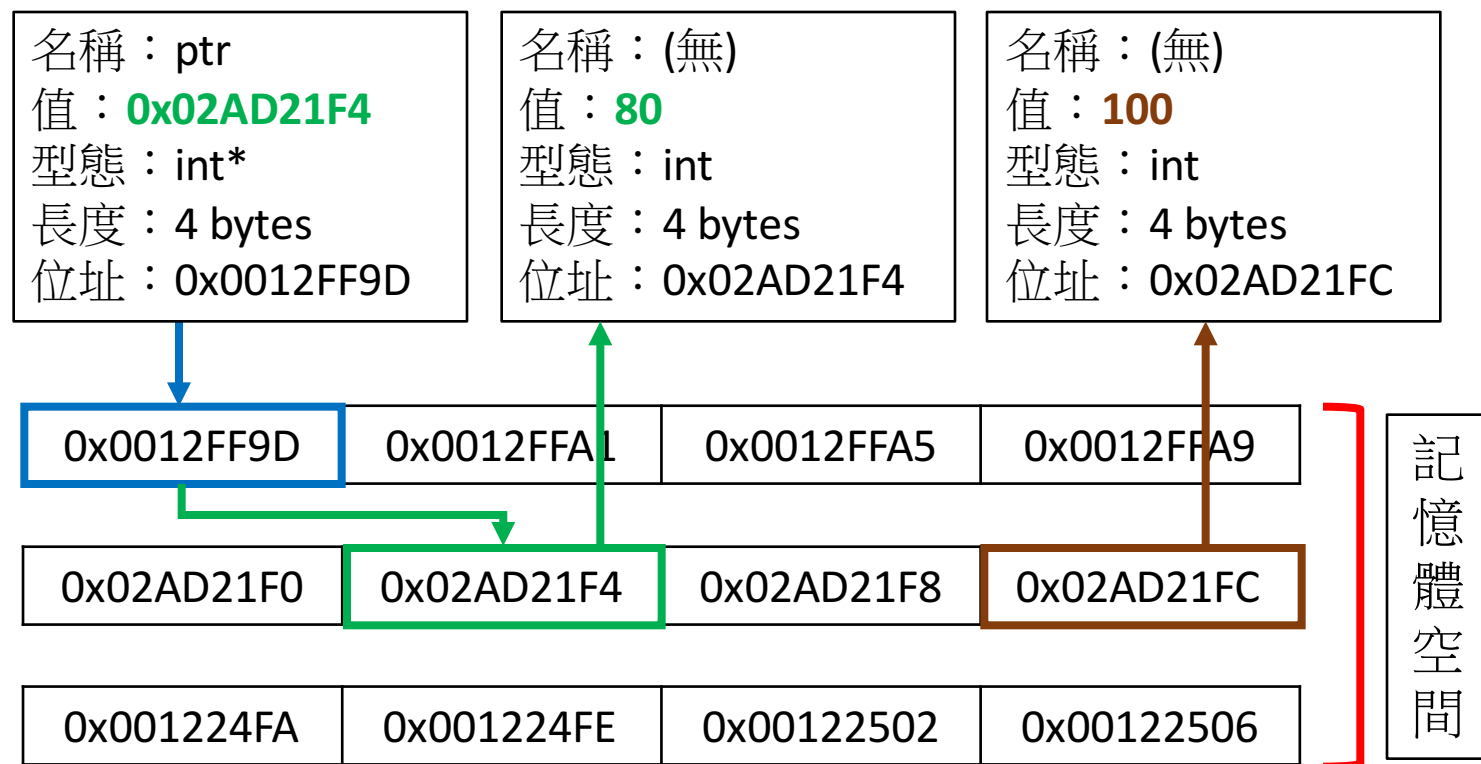 名稱：ptr
值：0x02AD21F4
型態：int*
長度：4 bytes
位址：0x0012FF9D
名稱：(無)
值：80
型態：int
長度：4 bytes
位址：0x02AD21F4
名稱：(無)
值：100
型態：int
長度：4 bytes
位址：0x02AD21FC
0x0012FF9D 0x0012FFA1 0x0012FFA5 0x0012FFA9
0x02AD21F0 0x02AD21F4 0x02AD21F8 0x02AD21FC
0x001224FA 0x001224FE 0x00122502 0x00122506
記憶體空間